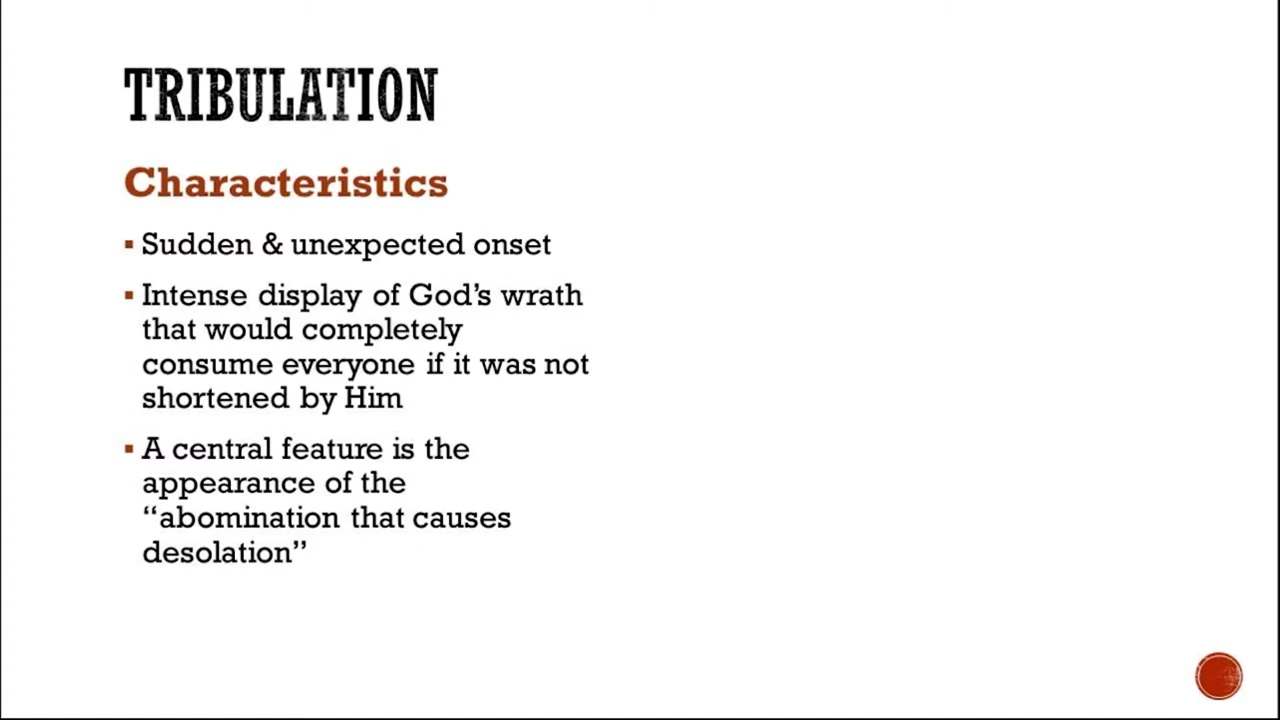 TRIBULATION
Characteristics
▪ Sudden & unexpected onset
▪ Intense display of God’s wrath
that would completely
consume everyone if it was not
shortened by Him
▪ A central feature is the
appearance of the
“abomination that causes
desolation”